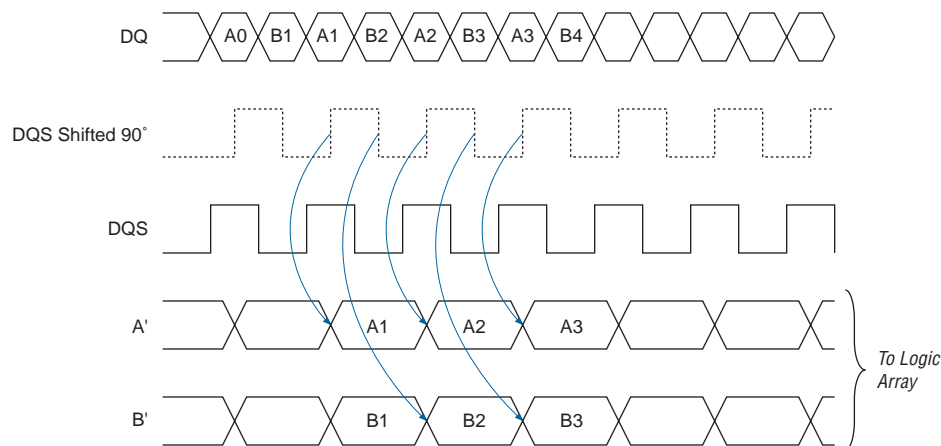 DQ A0 B1 A1 B2 A2 B3 A3 B4
DQS Shifted 90˚
DQS
A' A1 A2 A3
B' B1 B2 B3
To Logic
Array